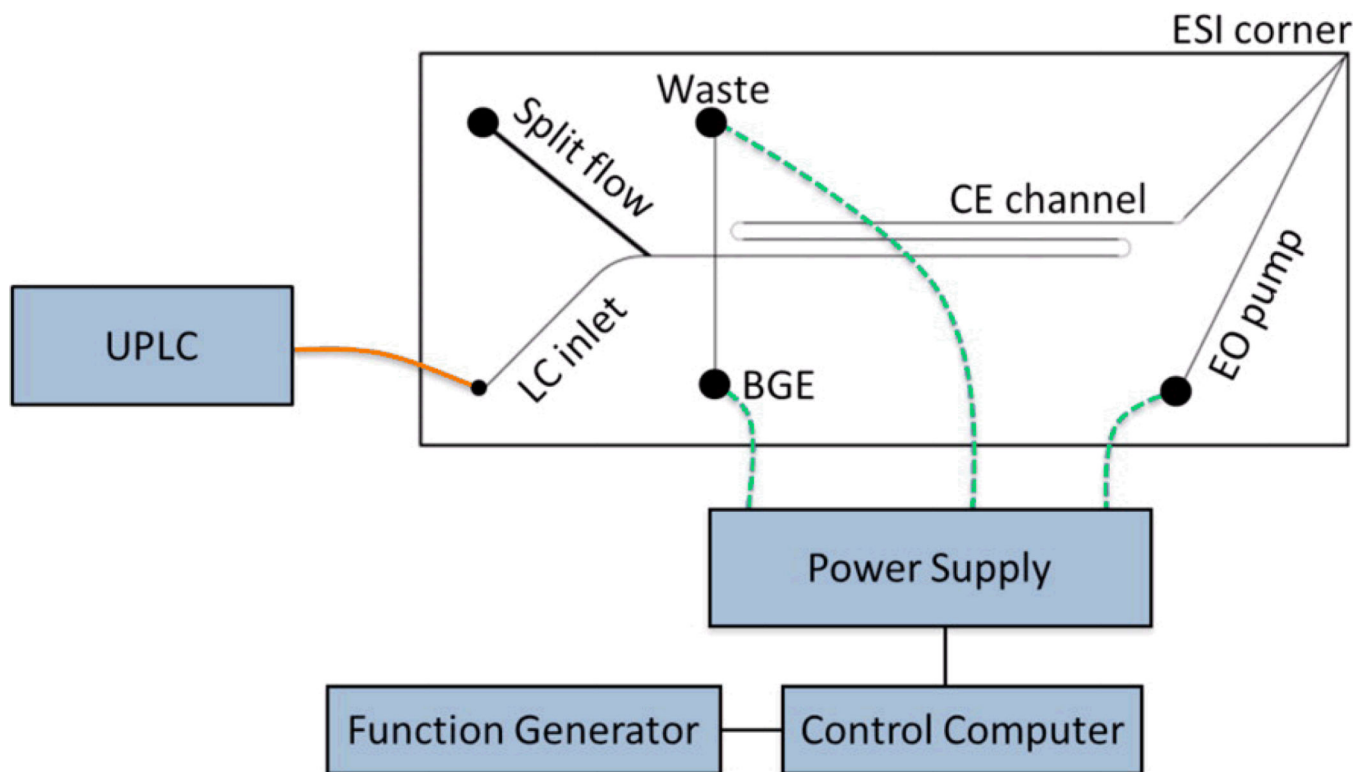 ESI corner
Waste
Split flow
CE channel
UPLC
LC inlet
BGE
EO pump
Power Supply
Function Generator
Control Computer